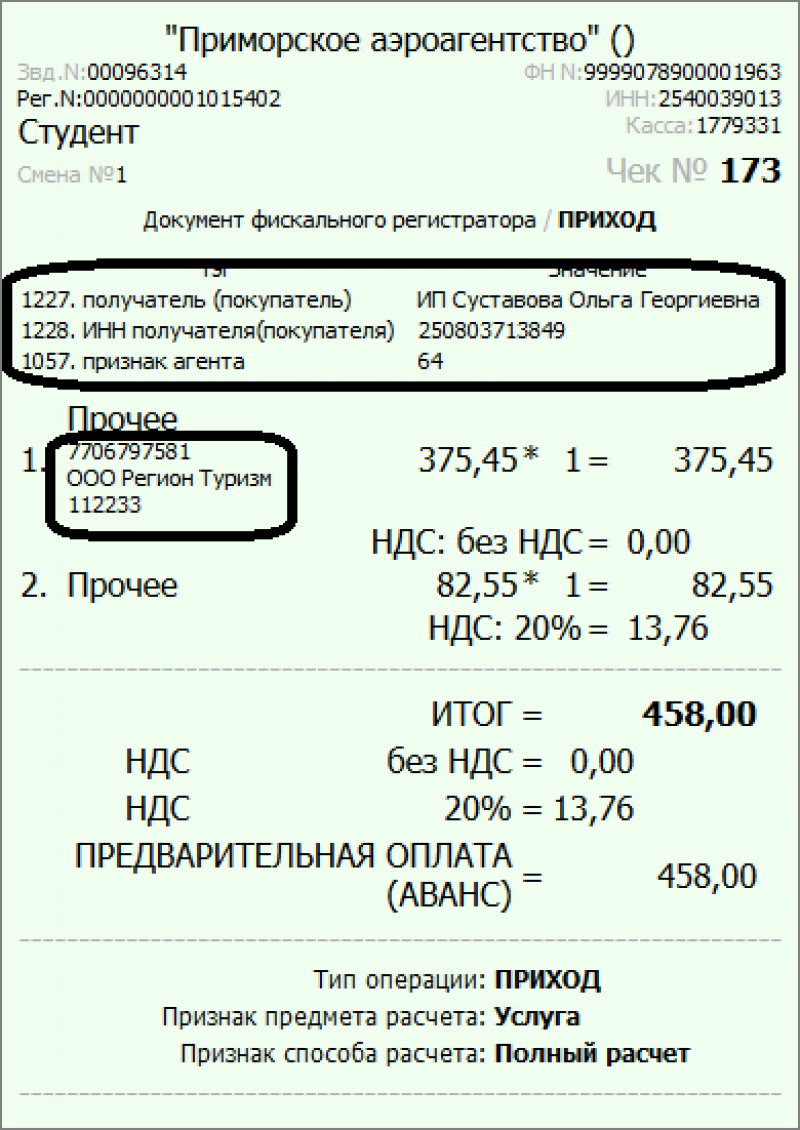 "Приморское аэроагентство" ()
Звд.N:00096314 ФН N:9999078900001963
Рег.N:0000000001015402 ИНН:2540039013
Студент Касса:1779331
Смена №1 Чек № 173
Документ фискального регистратора / ПРИХОД
Тэг Значение
1227. получатель (покупатель) ИП Суставова Ольга Георгиевна
1228. ИНН получателя(покупателя) 250803713849
1057. признак агента 64
Прочее
1. 7706797581 375,45* 1 = 375,45
ООО Регион Туризм
112233
НДС: без НДС = 0,00
2. Прочее 82,55* 1 = 82,55
НДС: 20% = 13,76
ИТОГ = 458,00
НДС без НДС = 0,00
НДС 20% = 13,76
ПРЕДВАРИТЕЛЬНАЯ ОПЛАТА
(АВАНС) = 458,00
Тип операции: ПРИХОД
Признак предмета расчета: Услуга
Признак способа расчета: Полный расчет